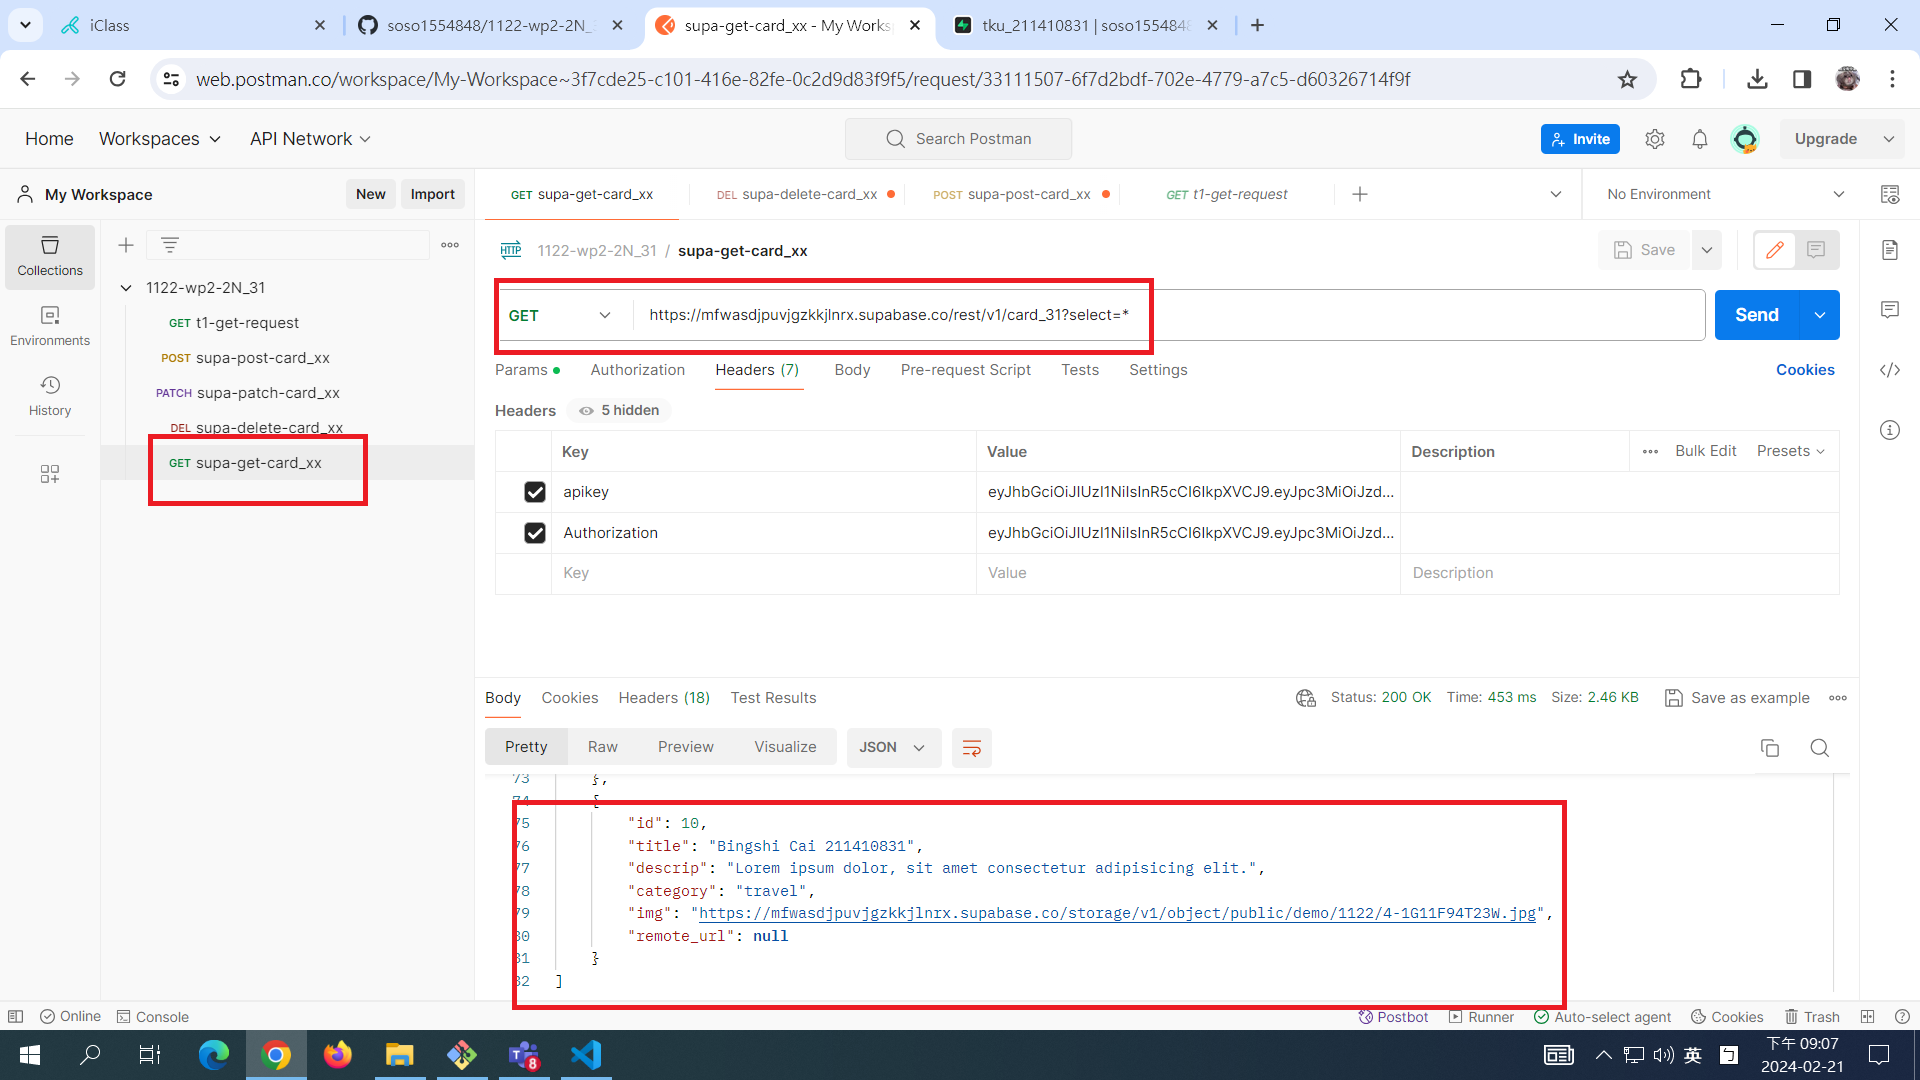 iClass
soso1554848/1122-wp2-2N_
supa-get-card_xx - My Works
tku_211410831 | soso155484
web.postman.co/workspace/My-Workspace~3f7cde25-c101-416e-82fe-0c2d9d83f9f5/request/33111507-6f7d2bdf-702e-4779-a7c5-d60326714f9f
Home
Workspaces
API Network
Search Postman
Invite
Upgrade
My Workspace
New
Import
GET supa-get-card_xx
DEL supa-delete-card_xx
POST supa-post-card_xx
GET t1-get-request
No Environment
Collections
Environments
History
1122-wp2-2N_31
GET t1-get-request
POST supa-post-card_xx
PATCH supa-patch-card_xx
DEL supa-delete-card_xx
GET supa-get-card_xx
HTTP 1122-wp2-2N_31 / supa-get-card_xx
Save
GET https://mfwasdjpuvjgzkkjlnrx.supabase.co/rest/v1/card_31?select=*
Send
Params
Authorization
Headers (7)
Body
Pre-request Script
Tests
Settings
Cookies
Headers
5 hidden
Key
Value
Description
Bulk Edit
Presets
apikey
eyJhbGciOiJIUzI1NiIsInR5cCI6IkpXVCJ9.eyJpc3MiOiJzd...
Authorization
eyJhbGciOiJIUzI1NiIsInR5cCI6IkpXVCJ9.eyJpc3MiOiJzd...
Key
Value
Description
Body
Cookies
Headers (18)
Test Results
Status: 200 OK
Time: 453 ms
Size: 2.46 KB
Save as example
Pretty
Raw
Preview
Visualize
JSON
73 },
74 {
75 "id": 10,
76 "title": "Bingshi Cai 211410831",
77 "descrip": "Lorem ipsum dolor, sit amet consectetur adipisicing elit.",
78 "category": "travel",
79 "img": "https://mfwasdjpuvjgzkkjlnrx.supabase.co/storage/v1/object/public/demo/1122/4-1G11F94T23W.jpg",
80 "remote_url": null
81 }
82 ]
Online
Console
Postbot
Runner
Auto-select agent
Cookies
Trash
8
英
下午 09:07
2024-02-21